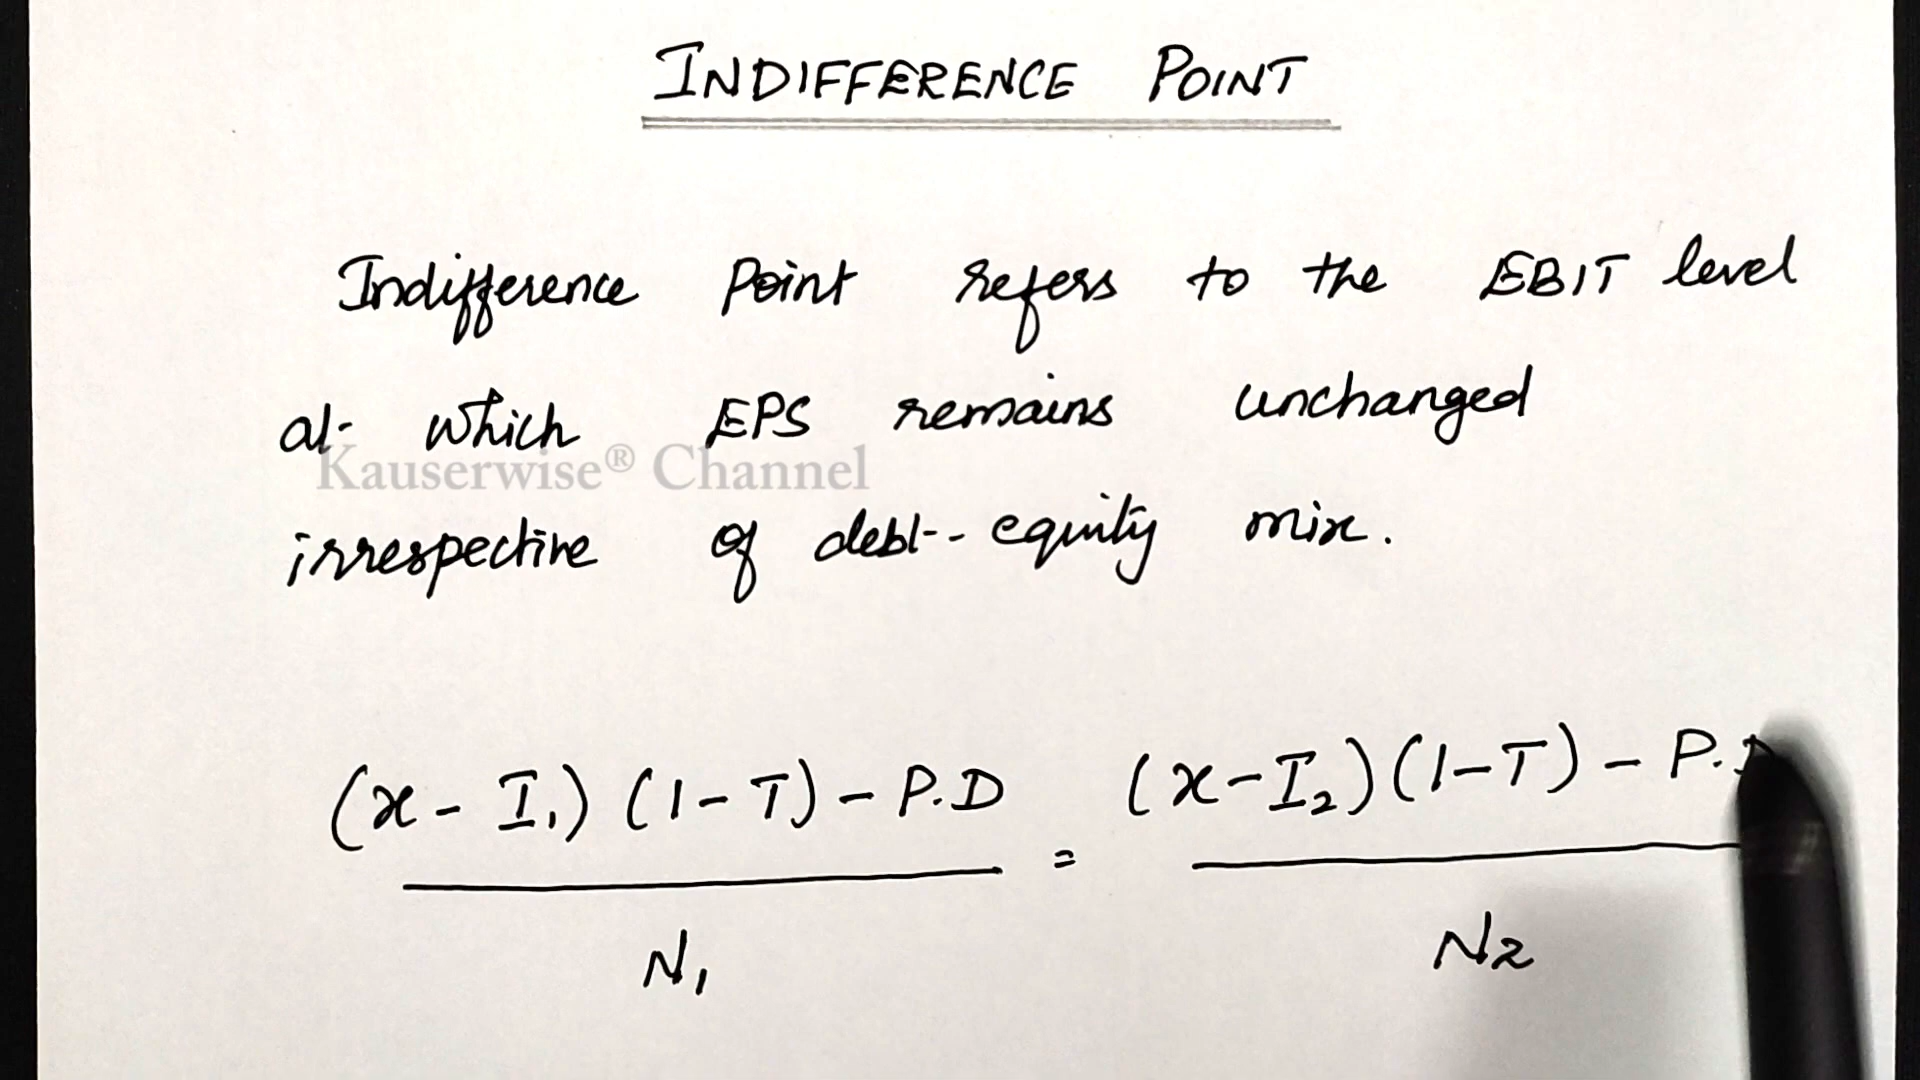 INDIFFERENCE POINT
Indifference Point refers to the EBIT level
at which EPS remains unchanged
Kauserwise® Channel
irrespective of debt-equity mix.
(x - I₁) (1 - T) - P.D = (x - I₂) (1 - T) - P.D
N₁ N₂